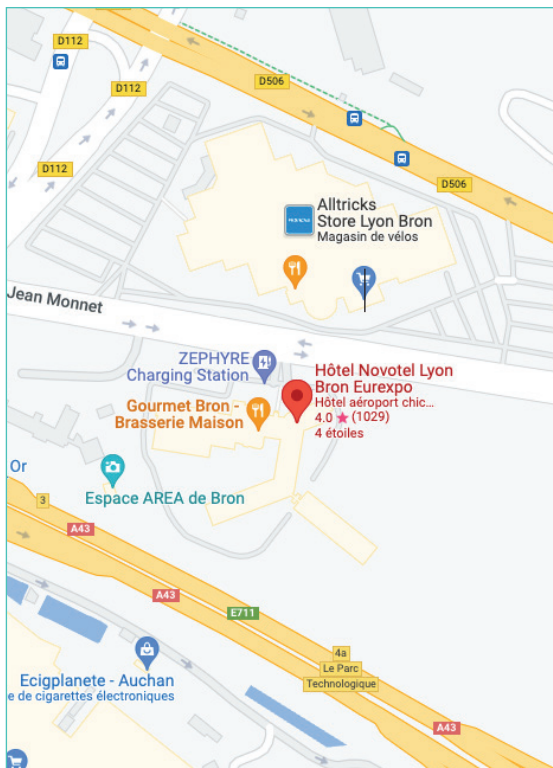 D112
D112
D506
D112
D506
Alltricks
Store Lyon Bron
Magasin de vélos
Jean Monnet
ZEPHYRE
Charging Station
Hôtel Novotel Lyon
Bron Eurexpo
Hôtel aéroport chic...
4.0 ★ (1029)
4 étoiles
Gourmet Bron -
Brasserie Maison
Or
Espace AREA de Bron
3
A43
A43
E711
4a
Le Parc
Technologique
Ecigplanete - Auchan
e de cigarettes électroniques
A43